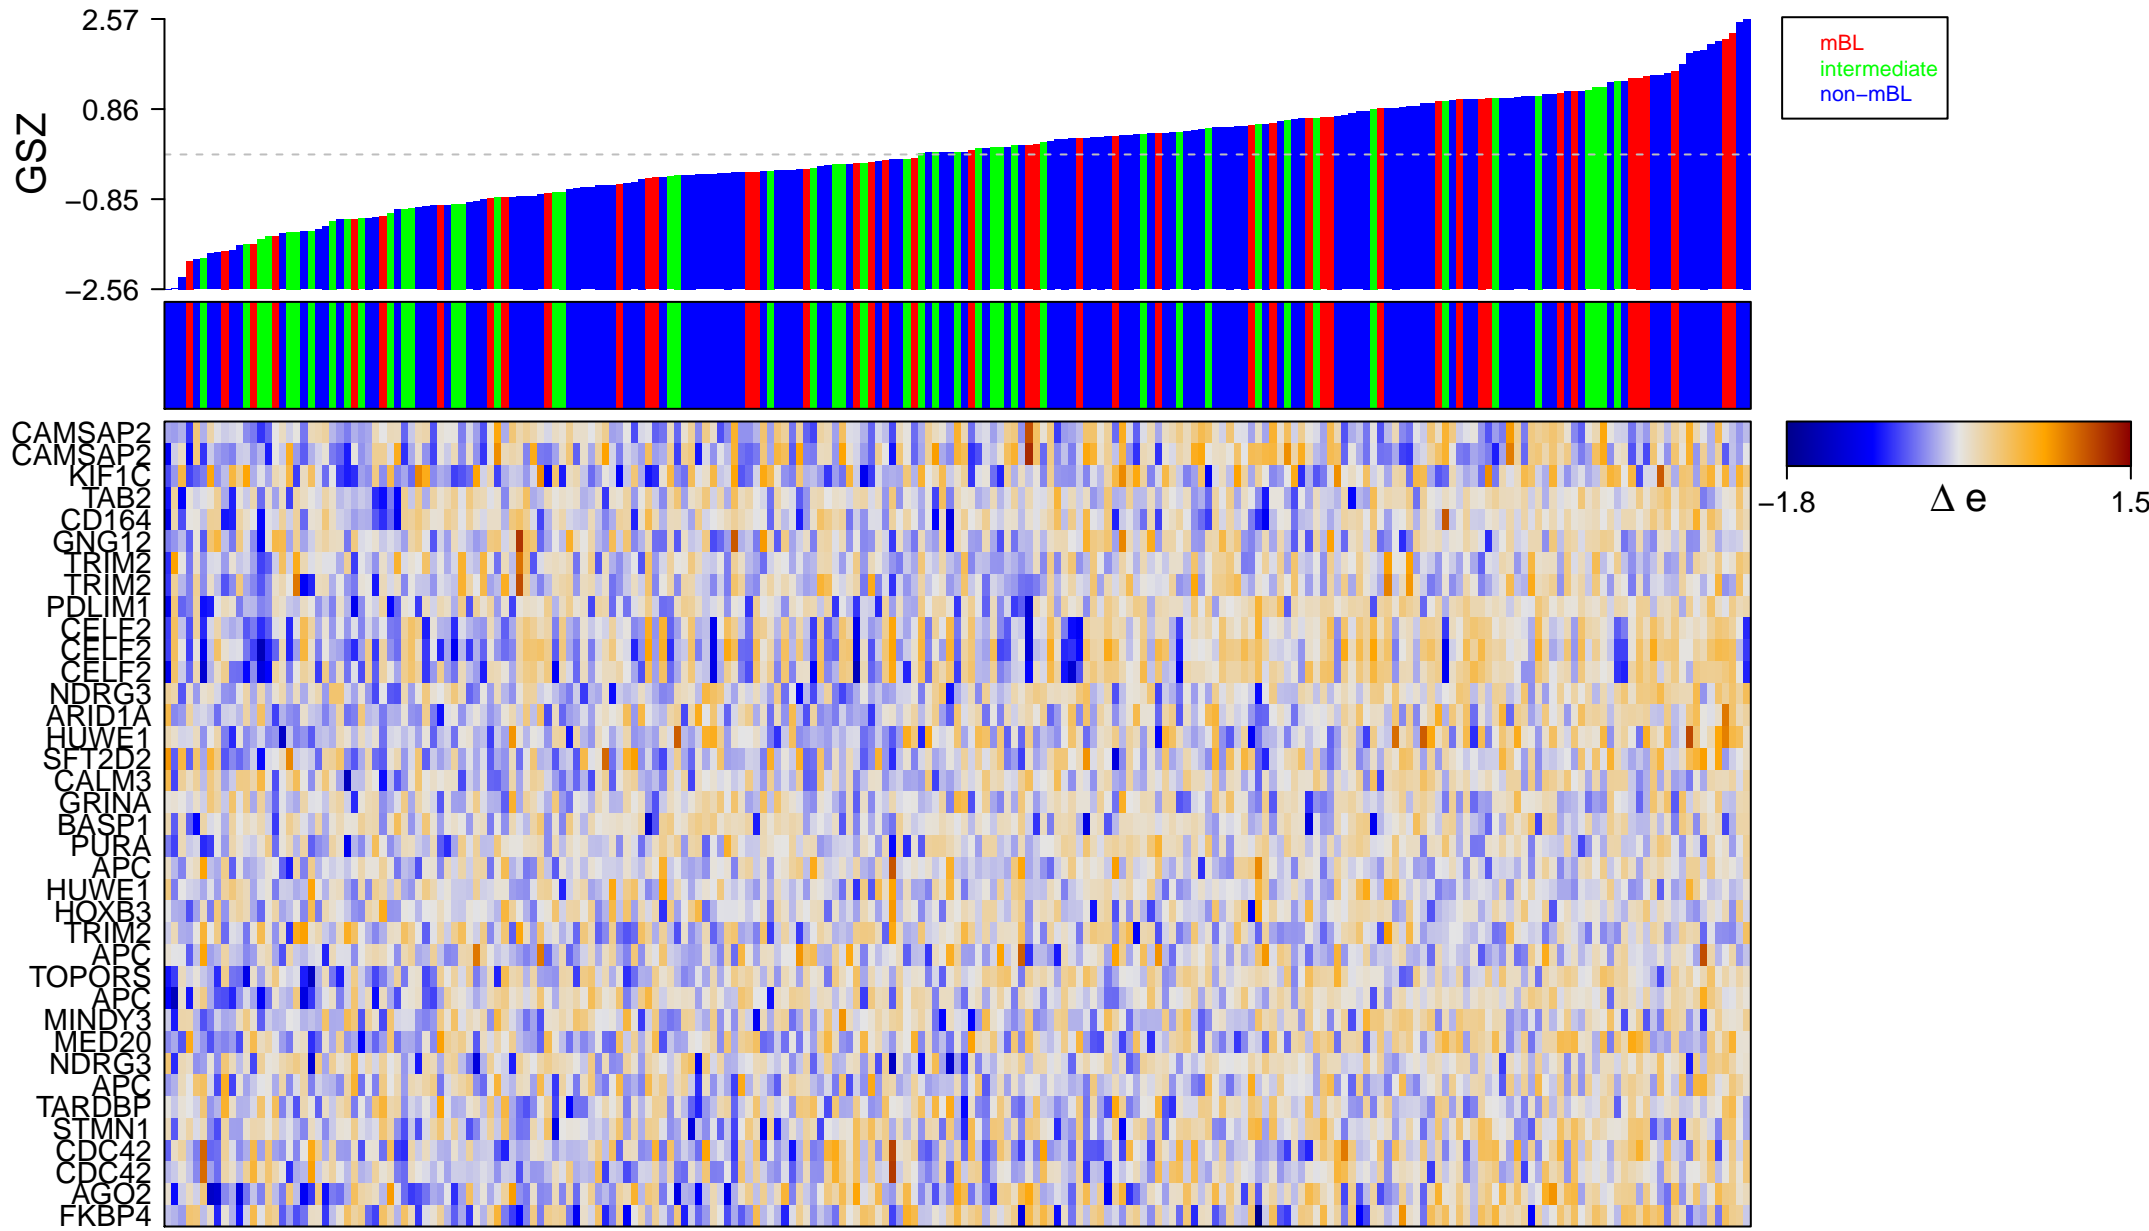 2.57
0.86
−0.85
−2.56
GSZ
mBL
intermediate
non−mBL
CAMSAP2
CAMSAP2
KIF1C
TAB2
CD164
GNG12
TRIM2
TRIM2
PDLIM1
CELF2
CELF2
CELF2
NDRG3
ARID1A
HUWE1
SFT2D2
CALM3
GRINA
BASP1
PURA
APC
HUWE1
HOXB3
TRIM2
APC
TOPORS
APC
MINDY3
MED20
NDRG3
APC
TARDBP
STMN1
CDC42
CDC42
AGO2
FKBP4
−1.8
Δ e
1.5